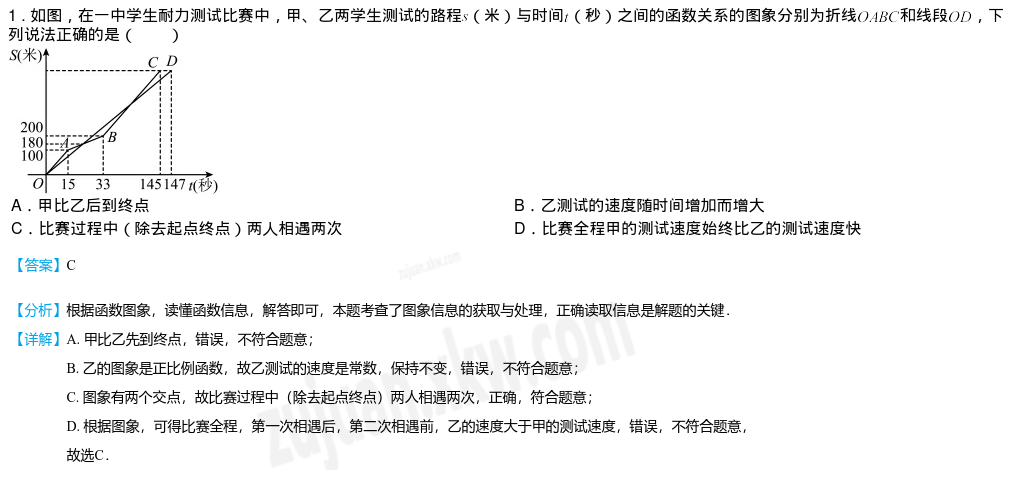 1．如图，在一中学生耐力测试比赛中，甲、乙两学生测试的路程s（米）与时间t（秒）之间的函数关系的图象分别为折线OABC和线段OD，下
列说法正确的是（　　）
S(米)
C D
200
180
100
A
B
O 15 33 145 147 t(秒)
A．甲比乙后到终点
B．乙测试的速度随时间增加而增大
C．比赛过程中（除去起点终点）两人相遇两次
D．比赛全程甲的测试速度始终比乙的测试速度快
【答案】C
zujuan.xkw.com
【分析】根据函数图象，读懂函数信息，解答即可，本题考查了图象信息的获取与处理，正确读取信息是解题的关键．
【详解】A. 甲比乙先到终点，错误，不符合题意；
B. 乙的图象是正比例函数，故乙测试的速度是常数，保持不变，错误，不符合题意；
C. 图象有两个交点，故比赛过程中（除去起点终点）两人相遇两次，正确，符合题意；
D. 根据图象，可得比赛全程，第一次相遇后，第二次相遇前，乙的速度大于甲的测试速度，错误，不符合题意，
故选C．
zujuan.xkw.com